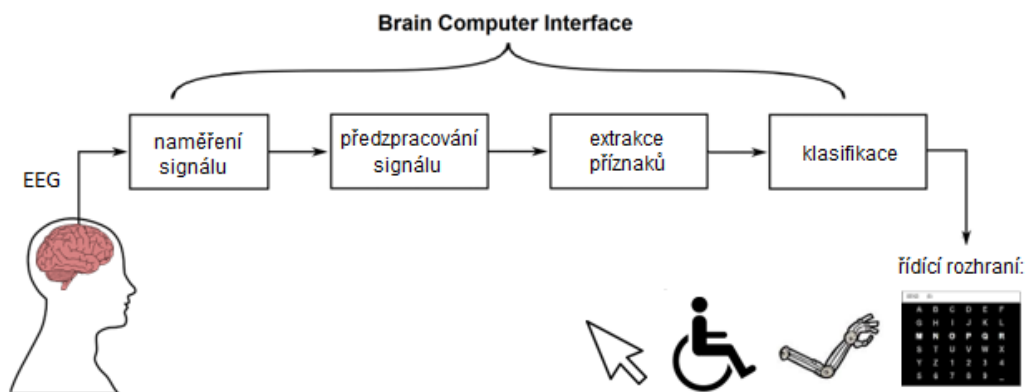 Brain Computer Interface
naměření
signálu
předzpracování
signálu
extrakce
příznaků
klasifikace
EEG
řídící rozhraní:
A B C D E F
G H I J K L
M N O P Q R
S T U V W X
Y Z 1 2 3 4
5 6 7 8 9 _